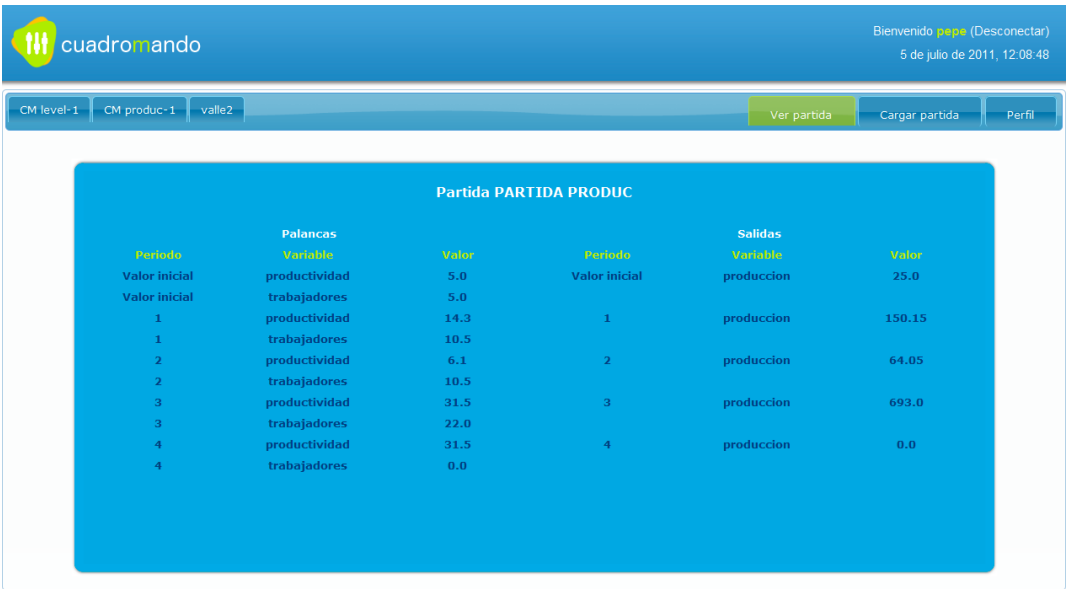 cuadromando
Bienvenido pepe (Desconectar)
5 de julio de 2011, 12:08:48
CM level-1 CM produc-1 valle2 Ver partida Cargar partida Perfil
Partida PARTIDA PRODUC
Palancas Salidas
Periodo Variable Valor Periodo Variable Valor
Valor inicial productividad 5.0 Valor inicial produccion 25.0
Valor inicial trabajadores 5.0
1 productividad 14.3 1 produccion 150.15
1 trabajadores 10.5
2 productividad 6.1 2 produccion 64.05
2 trabajadores 10.5
3 productividad 31.5 3 produccion 693.0
3 trabajadores 22.0
4 productividad 31.5 4 produccion 0.0
4 trabajadores 0.0